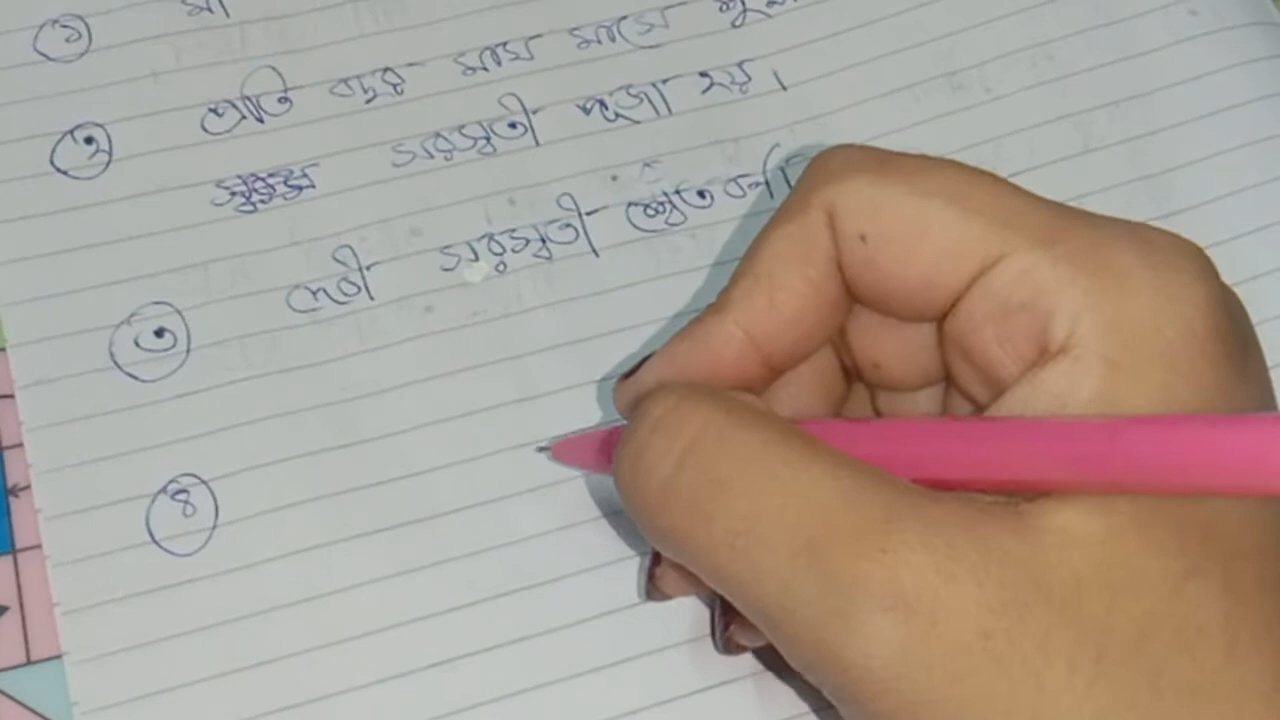 ১ মা
২ প্রতি বছর মাঘ মাসে
সরস্বতী পূজা হয়।
৩ দেবী সরস্বতী শ্বেতবর্ণা
৪